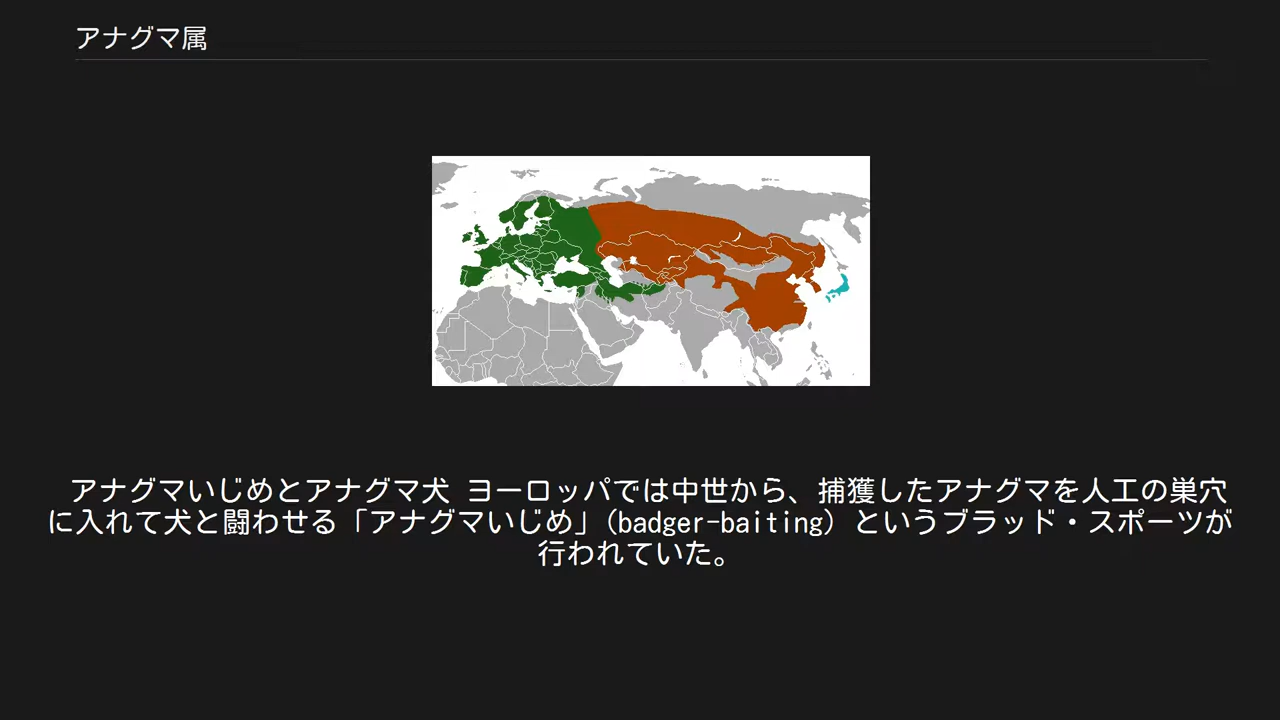 アナグマ属
アナグマいじめとアナグマ犬 ヨーロッパでは中世から、捕獲したアナグマを人工の巣穴
に入れて犬と闘わせる「アナグマいじめ」(badger-baiting) というブラッド・スポーツが
行われていた。